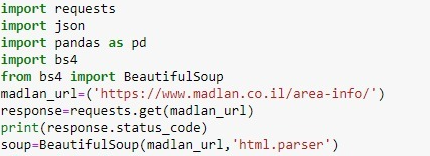 import requests
import json
import pandas as pd
import bs4
from bs4 import BeautifulSoup
madlan_url=('https://www.madlan.co.il/area-info/')
response=requests.get(madlan_url)
print(response.status_code)
soup=BeautifulSoup(madlan_url,'html.parser')